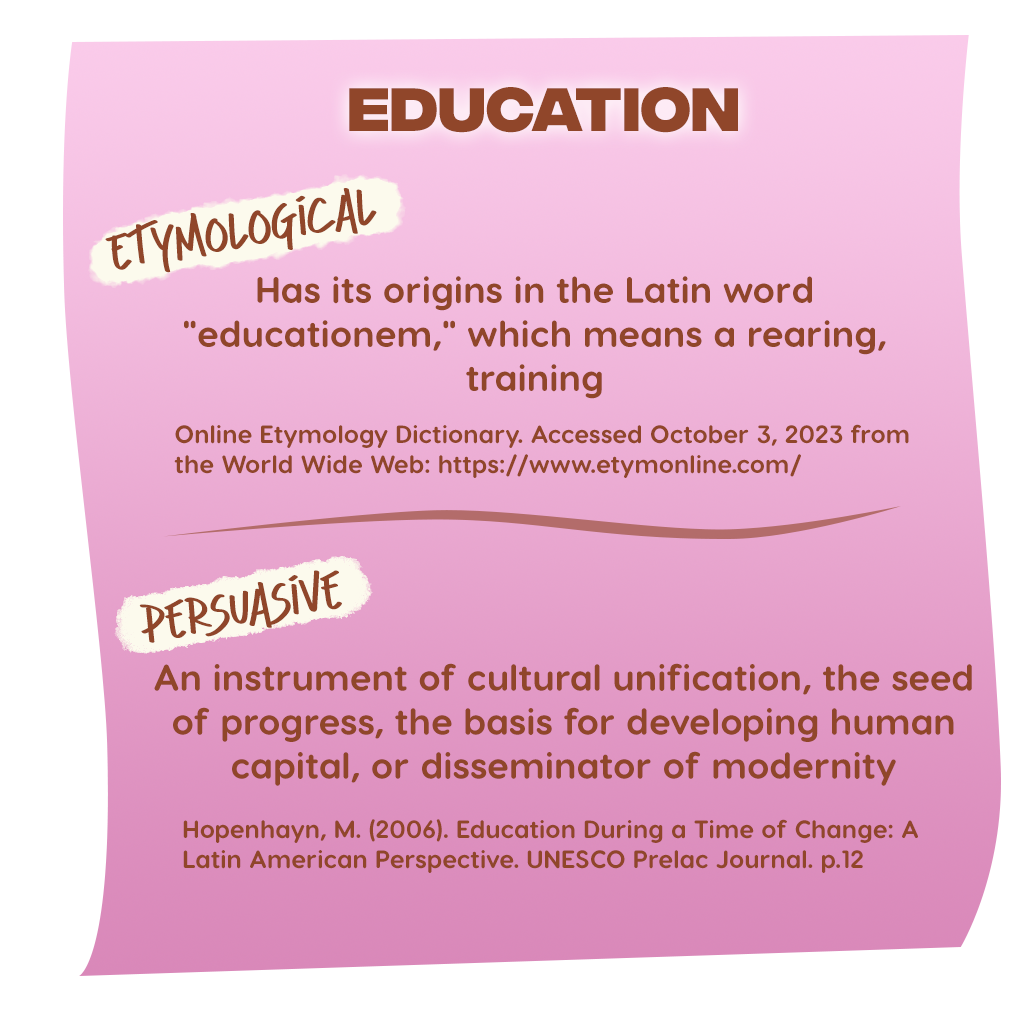 EDUCATION
ETYMOLOGICAL
Has its origins in the Latin word
"educationem," which means a rearing,
training
Online Etymology Dictionary. Accessed October 3, 2023 from
the World Wide Web: https://www.etymonline.com/
PERSUASIVE
An instrument of cultural unification, the seed
of progress, the basis for developing human
capital, or disseminator of modernity
Hopenhayn, M. (2006). Education During a Time of Change: A
Latin American Perspective. UNESCO Prelac Journal. p.12